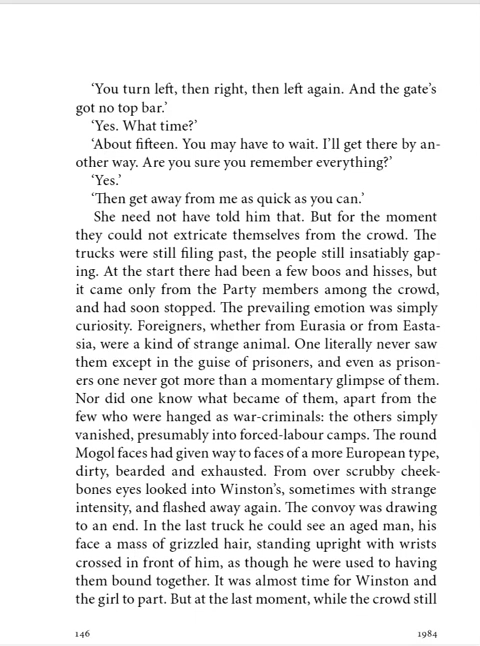 ‘You turn left, then right, then left again. And the gate’s
got no top bar.’
‘Yes. What time?’
‘About fifteen. You may have to wait. I’ll get there by an-
other way. Are you sure you remember everything?’
‘Yes.’
‘Then get away from me as quick as you can.’
She need not have told him that. But for the moment
they could not extricate themselves from the crowd. The
trucks were still filing past, the people still insatiably gap-
ing. At the start there had been a few boos and hisses, but
it came only from the Party members among the crowd,
and had soon stopped. The prevailing emotion was simply
curiosity. Foreigners, whether from Eurasia or from Easta-
sia, were a kind of strange animal. One literally never saw
them except in the guise of prisoners, and even as prison-
ers one never got more than a momentary glimpse of them.
Nor did one know what became of them, apart from the
few who were hanged as war-criminals: the others simply
vanished, presumably into forced-labour camps. The round
Mogol faces had given way to faces of a more European type,
dirty, bearded and exhausted. From over scrubby cheek-
bones eyes looked into Winston’s, sometimes with strange
intensity, and flashed away again. The convoy was drawing
to an end. In the last truck he could see an aged man, his
face a mass of grizzled hair, standing upright with wrists
crossed in front of him, as though he were used to having
them bound together. It was almost time for Winston and
the girl to part. But at the last moment, while the crowd still
146 1984